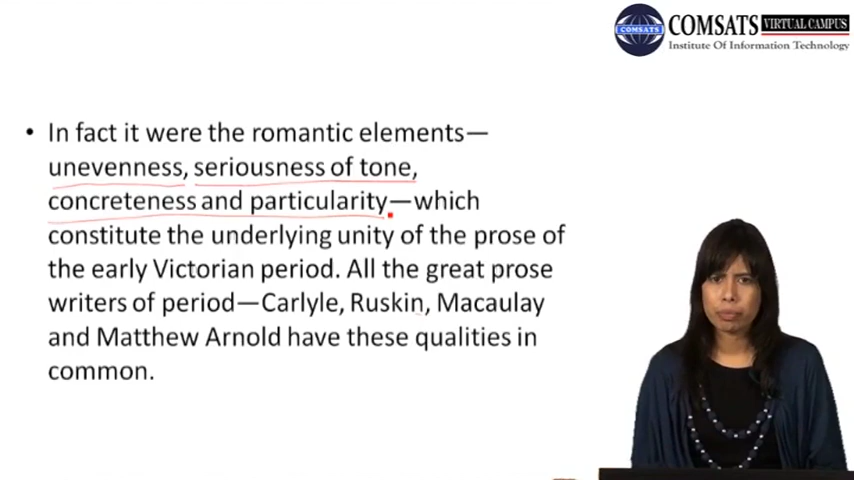 COMSATS VIRTUAL CAMPUS
Institute Of Information Technology
COMSATS
• In fact it were the romantic elements—
unevenness, seriousness of tone,
concreteness and particularity—which
constitute the underlying unity of the prose of
the early Victorian period. All the great prose
writers of period—Carlyle, Ruskin, Macaulay
and Matthew Arnold have these qualities in
common.